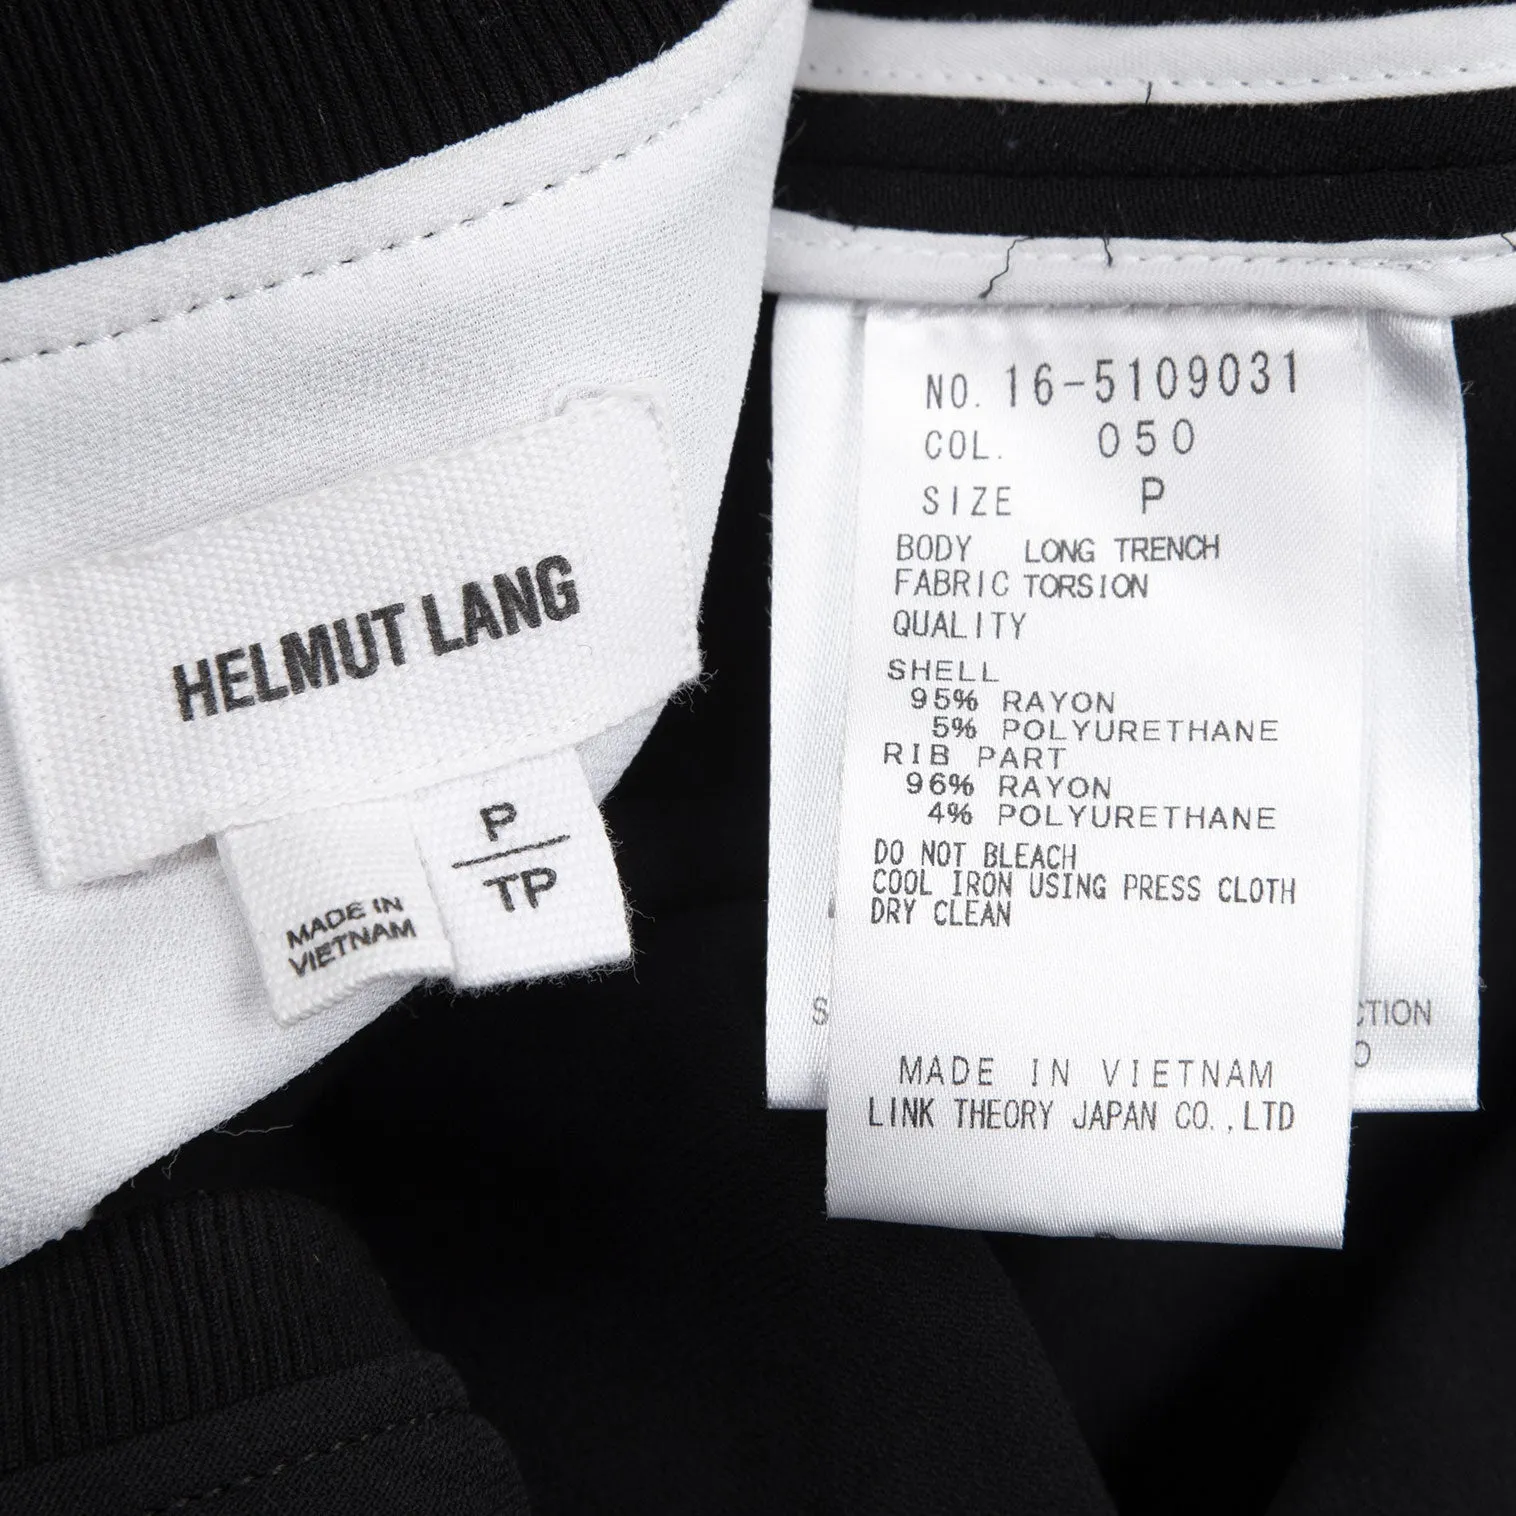 HELMUT LANG
P
TP
MADE IN
VIETNAM
NO. 16-5109031
COL. 050
SIZE P
BODY LONG TRENCH
FABRIC TORSION
QUALITY
SHELL
95% RAYON
5% POLYURETHANE
RIB PART
96% RAYON
4% POLYURETHANE
DO NOT BLEACH
COOL IRON USING PRESS CLOTH
DRY CLEAN
MADE IN VIETNAM
LINK THEORY JAPAN CO.,LTD